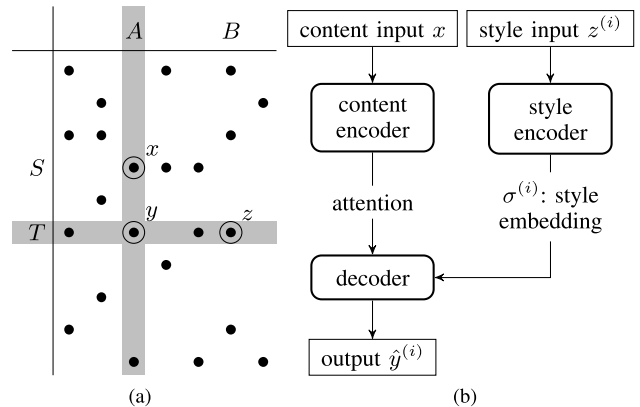 A
B
x
S
y
z
T
(a)
content input x
style input z^(i)
content
encoder
style
encoder
attention
σ^(i): style
embedding
decoder
output ŷ^(i)
(b)